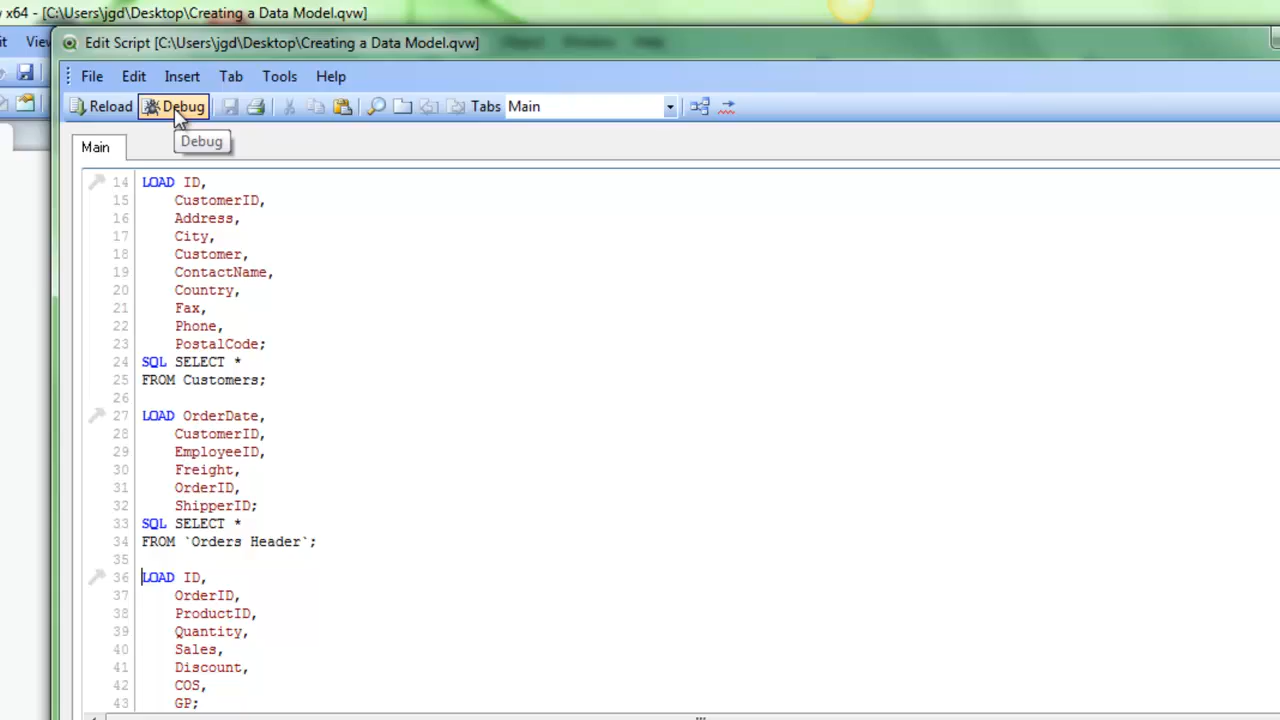 x64 - [C:\Users\jgd\Desktop\Creating a Data Model.qvw]
Edit Script [C:\Users\jgd\Desktop\Creating a Data Model.qvw]
File Edit Insert Tab Tools Help
Reload Debug Tabs Main
Debug
Main
14 LOAD ID,
15 CustomerID,
16 Address,
17 City,
18 Customer,
19 ContactName,
20 Country,
21 Fax,
22 Phone,
23 PostalCode;
24 SQL SELECT *
25 FROM Customers;
26
27 LOAD OrderDate,
28 CustomerID,
29 EmployeeID,
30 Freight,
31 OrderID,
32 ShipperID;
33 SQL SELECT *
34 FROM `Orders Header`;
35
36 LOAD ID,
37 OrderID,
38 ProductID,
39 Quantity,
40 Sales,
41 Discount,
42 COS,
43 GP;